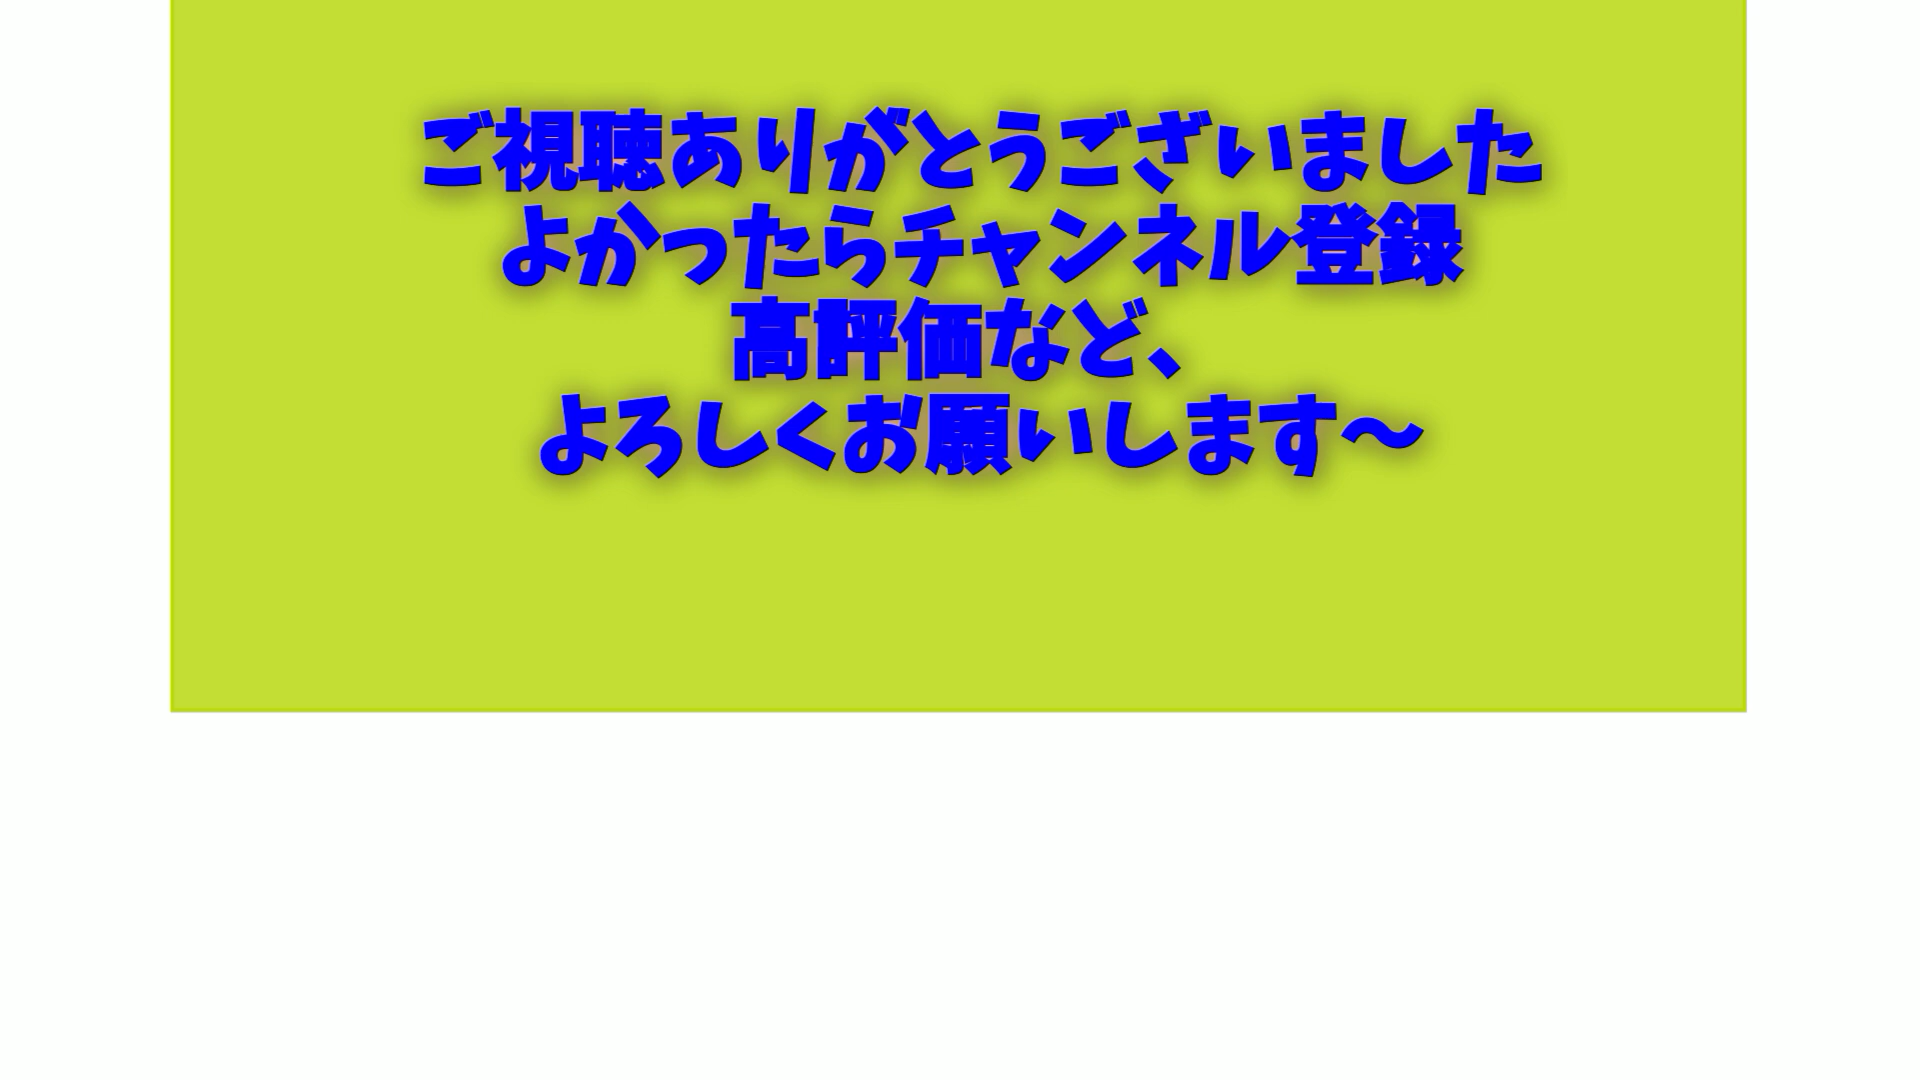 ご視聴ありがとうございました
よかったらチャンネル登録
高評価など、
よろしくお願いします〜